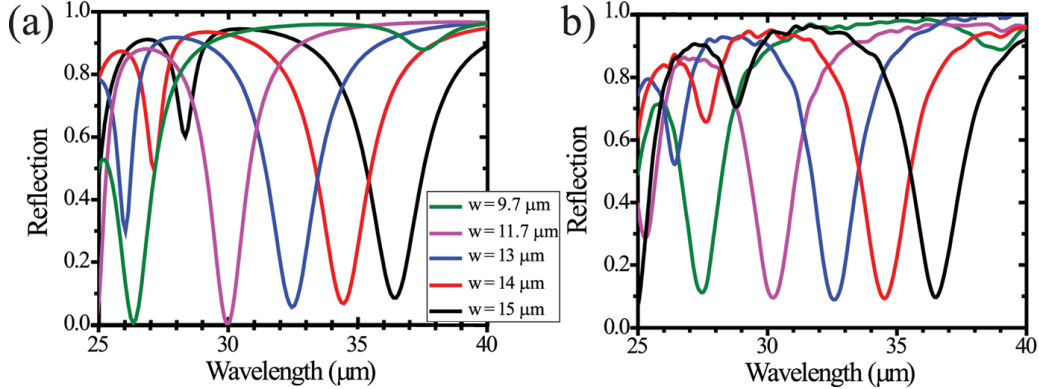 (a)
1.0
0.8
0.6
0.4
0.2
0.0
Reflection
25
30
35
40
Wavelength (μm)
w = 9.7 μm
w = 11.7 μm
w = 13 μm
w = 14 μm
w = 15 μm
(b)
1.0
0.8
0.6
0.4
0.2
0.0
Reflection
25
30
35
40
Wavelength (μm)